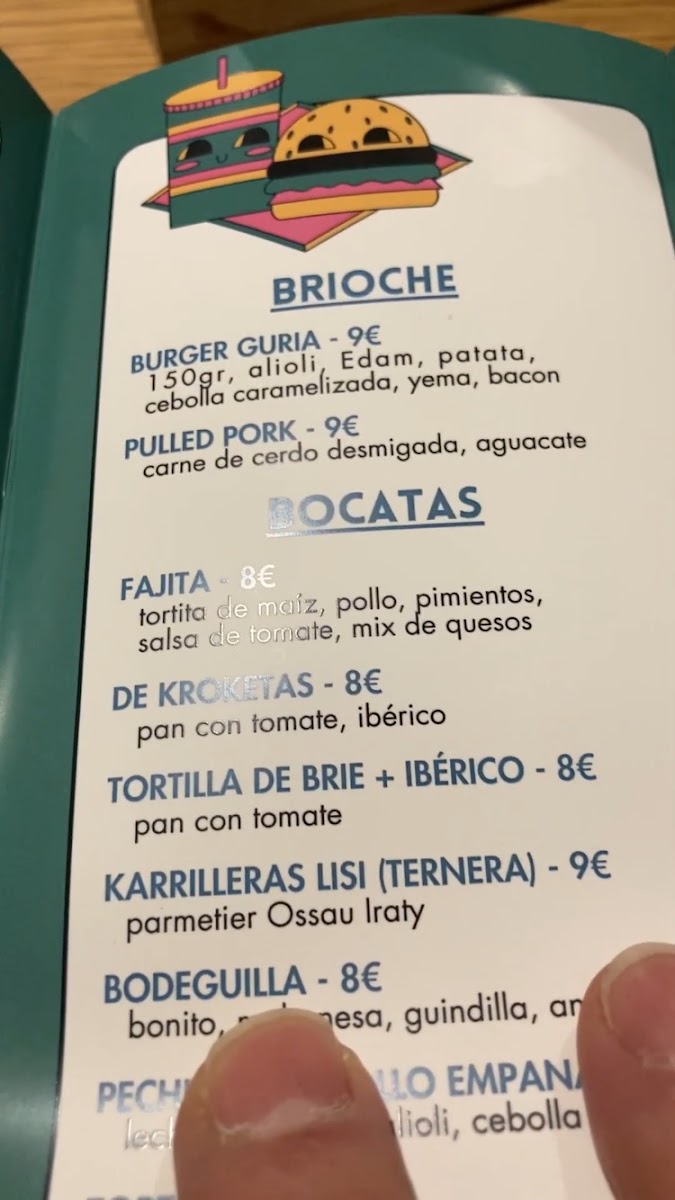 BRIOCHE
BURGER GURIA - 9€
150gr, alioli, Edam, patata,
cebolla caramelizada, yema, bacon
PULLED PORK - 9€
carne de cerdo desmigada, aguacate
BOCATAS
FAJITA - 8€
tortita de maíz, pollo, pimientos,
salsa de tomate, mix de quesos
DE KROKETAS - 8€
pan con tomate, ibérico
TORTILLA DE BRIE + IBÉRICO - 8€
pan con tomate
KARRILLERAS LISI (TERNERA) - 9€
parmetier Ossau Iraty
BODEGUILLA - 8€
bonito, guindilla,
cebolla